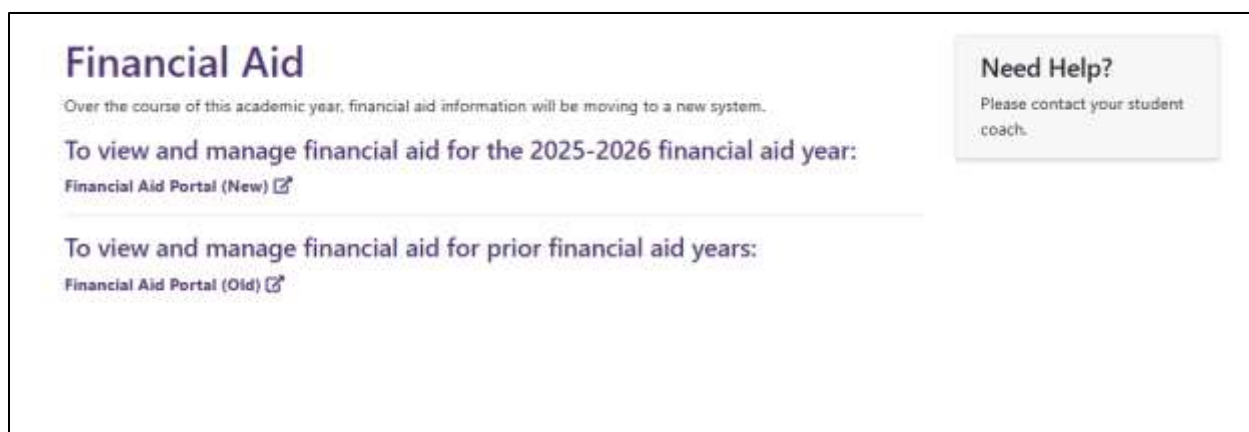 Financial Aid
Over the course of this academic year, financial aid information will be moving to a new system.
To view and manage financial aid for the 2025-2026 financial aid year:
Financial Aid Portal (New)
To view and manage financial aid for prior financial aid years:
Financial Aid Portal (Old)
Need Help?
Please contact your student
coach.